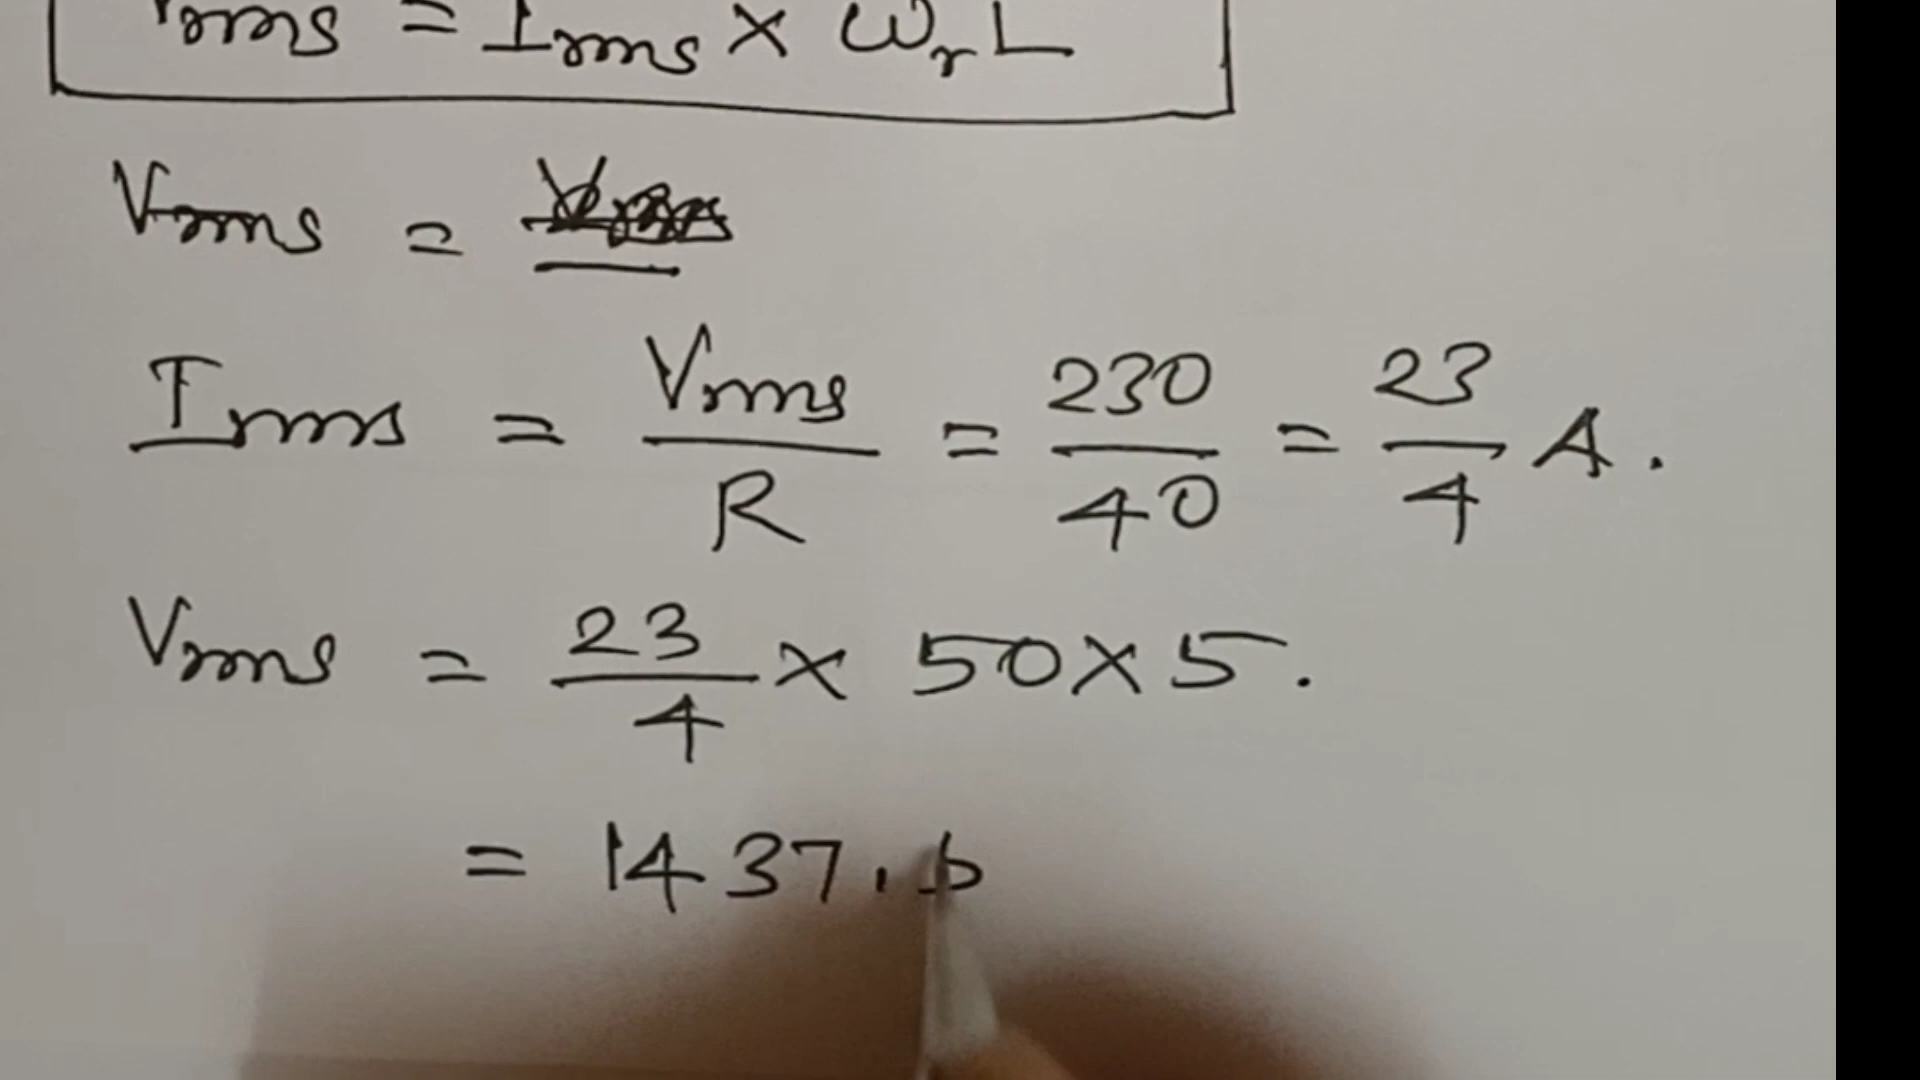 Vrms = Irms × ωrL
Vrms =
Irms = Vrms/R = 230/40 = 23/4 A.
Vrms = 23/4 × 50×5.
= 1437.5